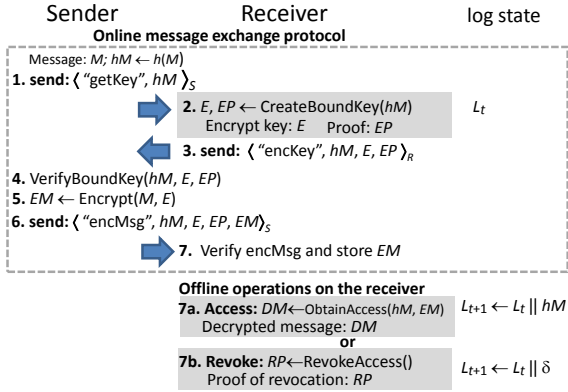 Sender Receiver log state
Online message exchange protocol
Message: M; hM ← h(M)
1. send: ⟨ “getKey”, hM ⟩S
2. E, EP ← CreateBoundKey(hM) Lt
Encrypt key: E Proof: EP
3. send: ⟨ “encKey”, hM, E, EP ⟩R
4. VerifyBoundKey(hM, E, EP)
5. EM ← Encrypt(M, E)
6. send: ⟨ “encMsg”, hM, E, EP, EM⟩S
7. Verify encMsg and store EM
Offline operations on the receiver
7a. Access: DM←ObtainAccess(hM, EM) Lt+1 ← Lt || hM
Decrypted message: DM
or
7b. Revoke: RP←RevokeAccess() Lt+1 ← Lt || δ
Proof of revocation: RP